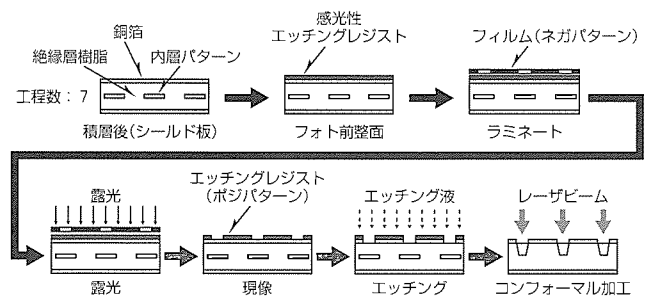 銅箔
絶縁層樹脂
内層パターン
工程数：7
積層後(シールド板)
感光性
エッチングレジスト
フォト前整面
フィルム(ネガパターン)
ラミネート
露光
露光
エッチングレジスト
(ポジパターン)
現像
エッチング液
エッチング
レーザビーム
コンフォーマル加工